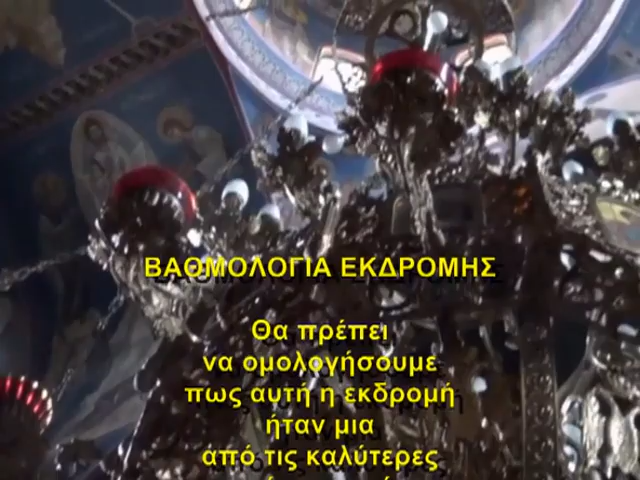 ΒΑΘΜΟΛΟΓΙΑ ΕΚΔΡΟΜΗΣ
Θα πρέπει
να ομολογήσουμε
πως αυτή η εκδρομή
ήταν μια
από τις καλύτερες